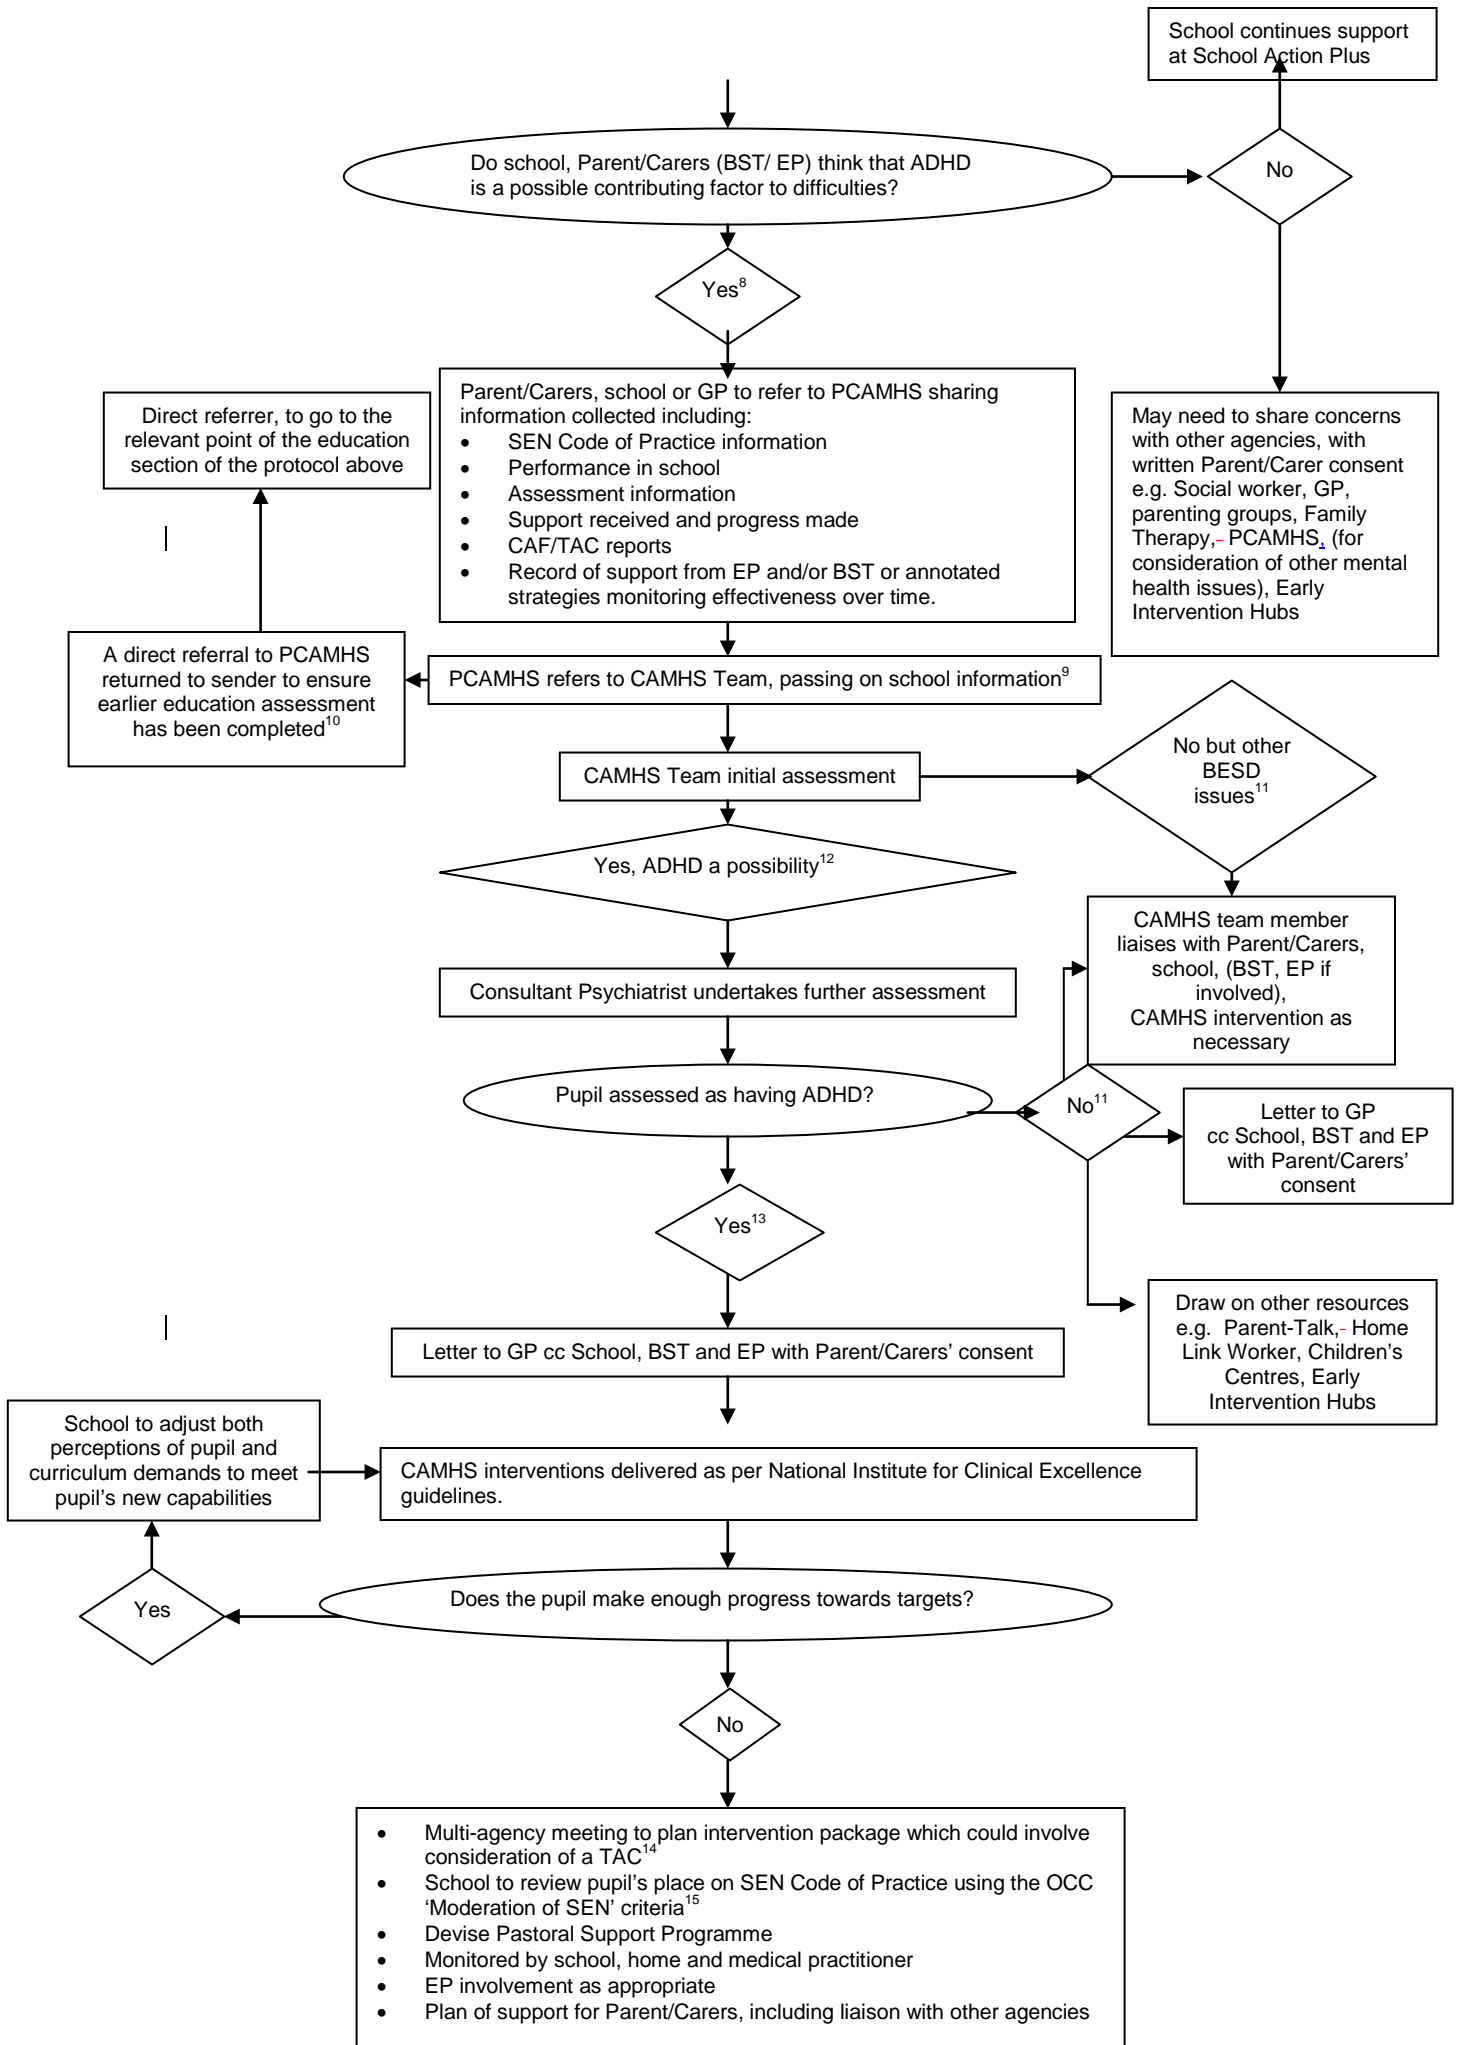 School continues support
at School Action Plus
Do school, Parent/Carers (BST/ EP) think that ADHD
is a possible contributing factor to difficulties?
No
Yes8
Parent/Carers, school or GP to refer to PCAMHS sharing
information collected including:
• SEN Code of Practice information
• Performance in school
• Assessment information
• Support received and progress made
• CAF/TAC reports
• Record of support from EP and/or BST or annotated
strategies monitoring effectiveness over time.
Direct referrer, to go to the
relevant point of the education
section of the protocol above
May need to share concerns
with other agencies, with
written Parent/Carer consent
e.g. Social worker, GP,
parenting groups, Family
Therapy,- PCAMHS, (for
consideration of other mental
health issues), Early
Intervention Hubs
A direct referral to PCAMHS
returned to sender to ensure
earlier education assessment
has been completed10
PCAMHS refers to CAMHS Team, passing on school information9
CAMHS Team initial assessment
No but other
BESD
issues11
Yes, ADHD a possibility12
CAMHS team member
liaises with Parent/Carers,
school, (BST, EP if
involved),
CAMHS intervention as
necessary
Consultant Psychiatrist undertakes further assessment
Pupil assessed as having ADHD?
No11
Letter to GP
cc School, BST and EP
with Parent/Carers’
consent
Yes13
Draw on other resources
e.g. Parent-Talk,- Home
Link Worker, Children’s
Centres, Early
Intervention Hubs
Letter to GP cc School, BST and EP with Parent/Carers’ consent
School to adjust both
perceptions of pupil and
curriculum demands to meet
pupil’s new capabilities
CAMHS interventions delivered as per National Institute for Clinical Excellence
guidelines.
Does the pupil make enough progress towards targets?
Yes
No
• Multi-agency meeting to plan intervention package which could involve
consideration of a TAC14
• School to review pupil’s place on SEN Code of Practice using the OCC
‘Moderation of SEN’ criteria15
• Devise Pastoral Support Programme
• Monitored by school, home and medical practitioner
• EP involvement as appropriate
• Plan of support for Parent/Carers, including liaison with other agencies